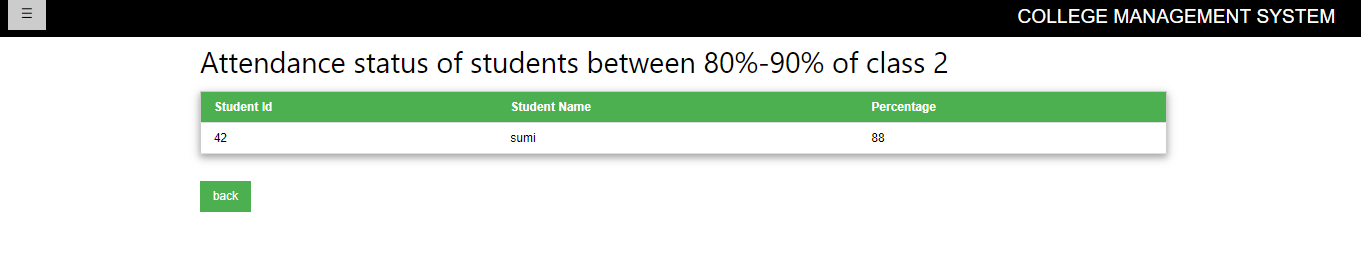 ☰ COLLEGE MANAGEMENT SYSTEM
Attendance status of students between 80%-90% of class 2
Student Id Student Name Percentage
42 sumi 88
back